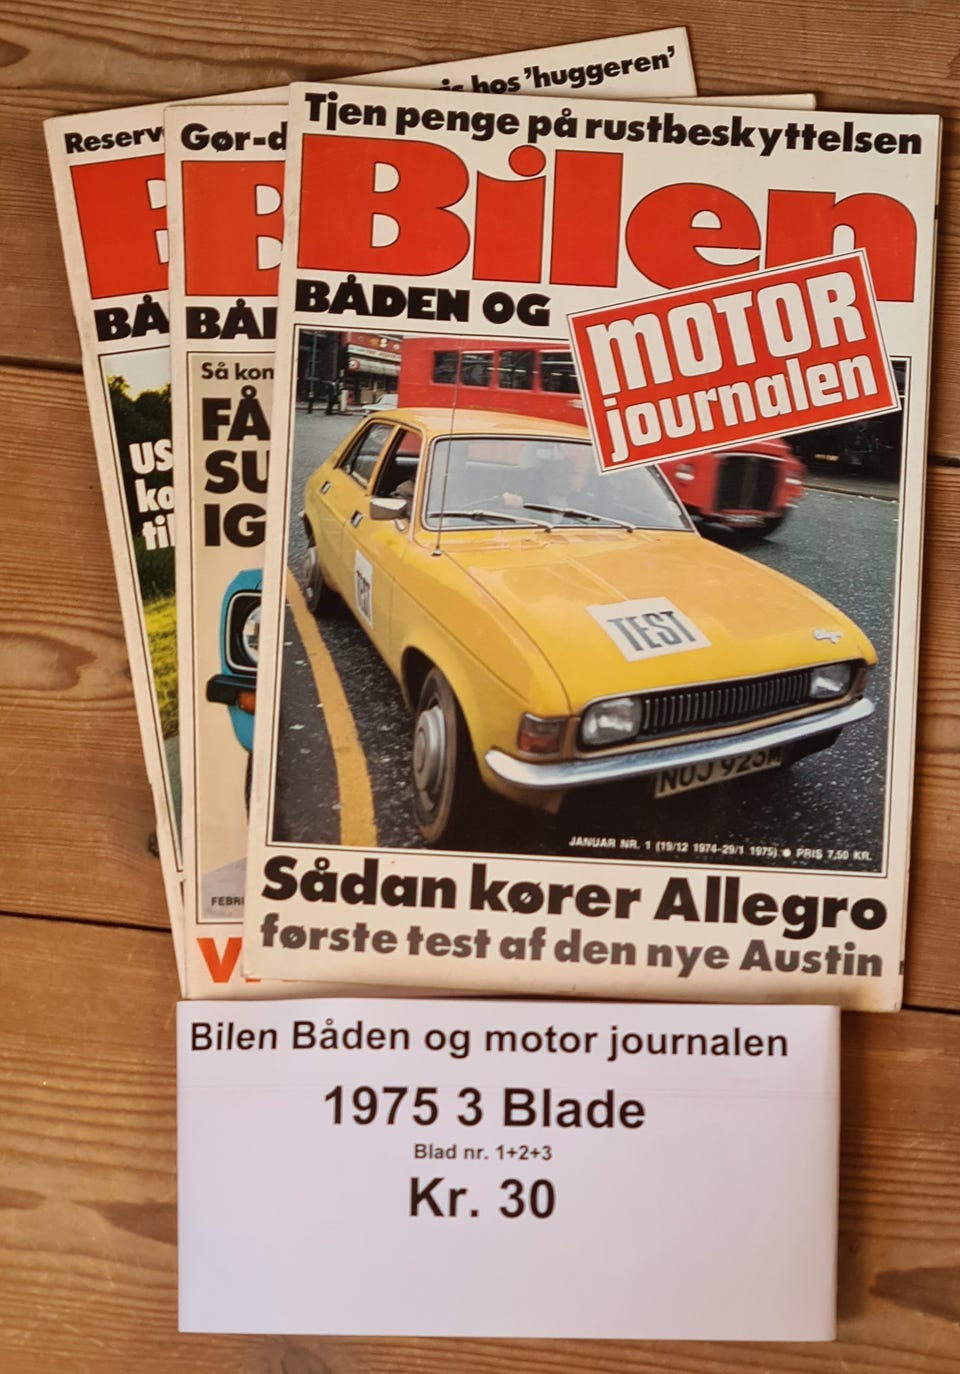 is hos 'huggeren'
Reserv
BÅ
US
ko
til
Gør-d
B
BÅ
Så kon
FÅ
SU
IG
FEBR
V
Tjen penge på rustbeskyttelsen
Bilen
BÅDEN OG
MOTOR
journalen
TEST
TEST
Allegro
NOJ 923M
JANUAR NR. 1 (19/12 1974-29/1 1975) ● PRIS 7,50 KR.
Sådan kører Allegro
første test af den nye Austin
Bilen Båden og motor journalen
1975 3 Blade
Blad nr. 1+2+3
Kr. 30